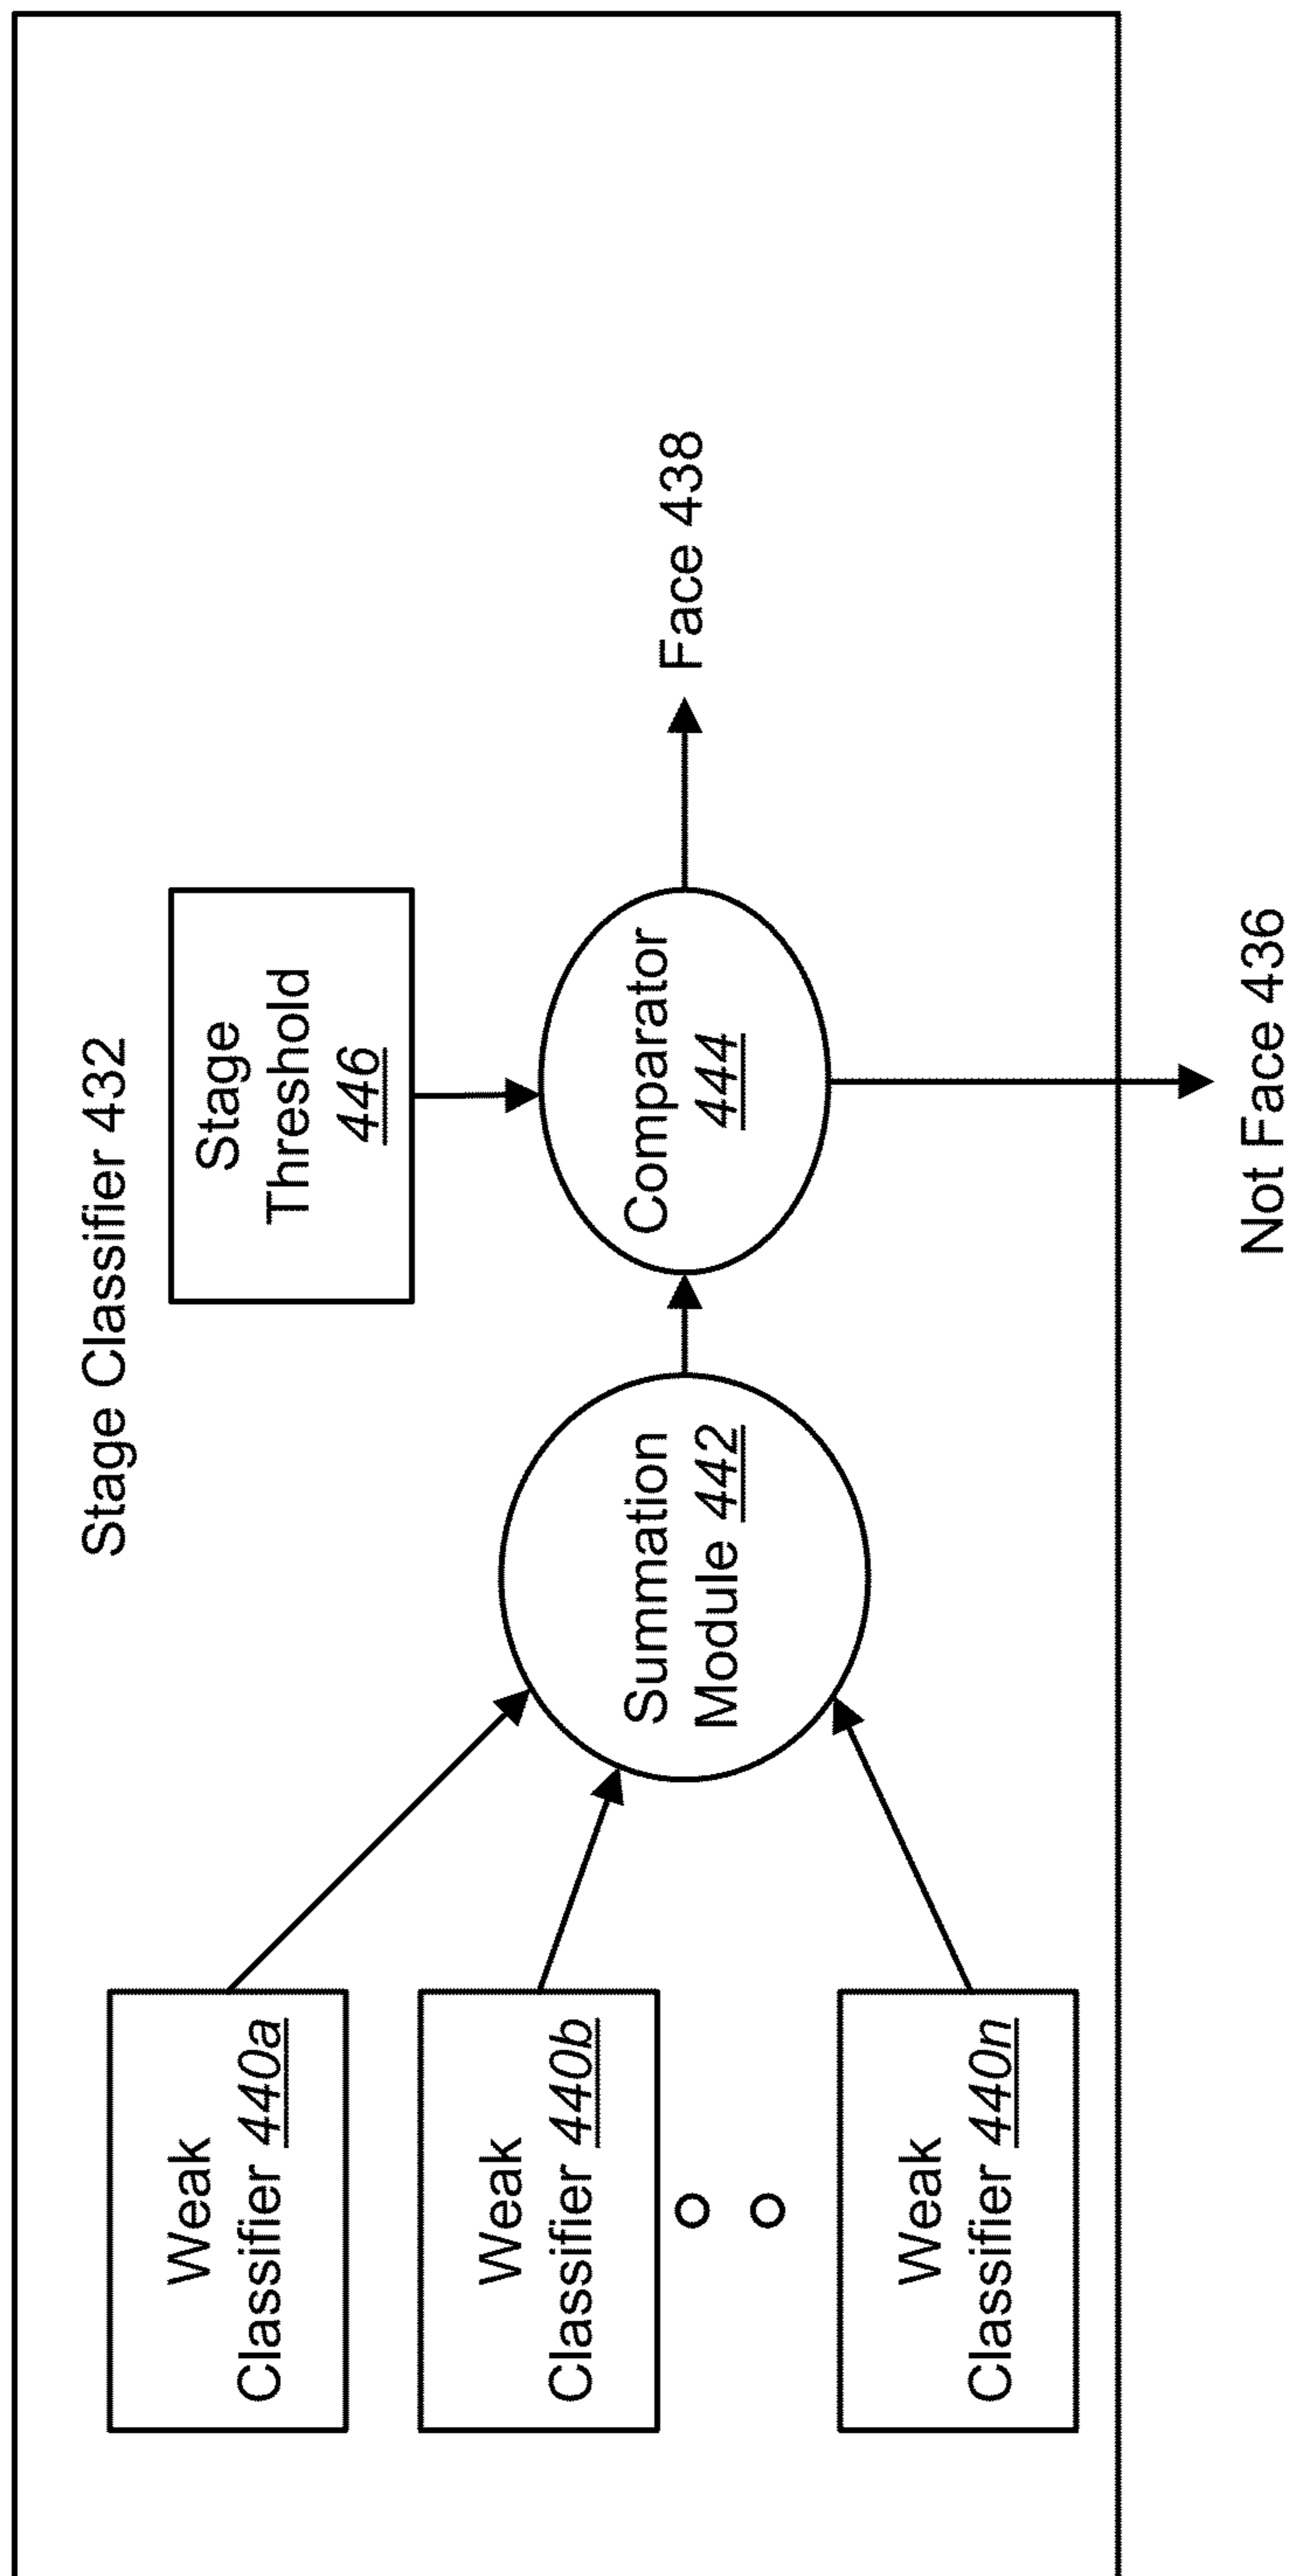 Stage Classifier 432
Weak
Classifier 440a
Weak
Classifier 440b
Weak
Classifier 440n
Summation
Module 442
Stage
Threshold
446
Comparator
444
Face 438
Not Face 436